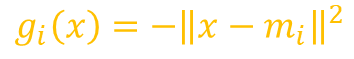 gᵢ(x) = −‖x − mᵢ‖²